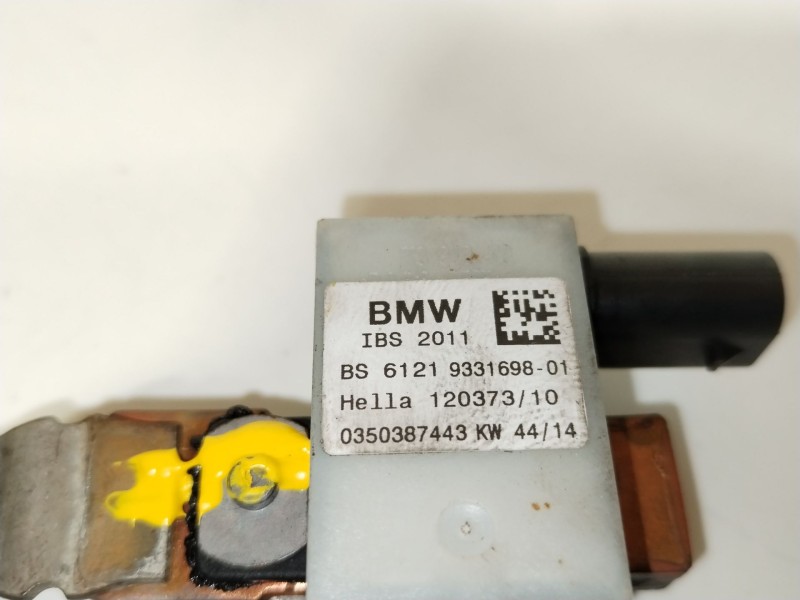 BMW
IBS 2011
BS 6121 9331698-01
Hella 120373/10
0350387443 KW 44/14